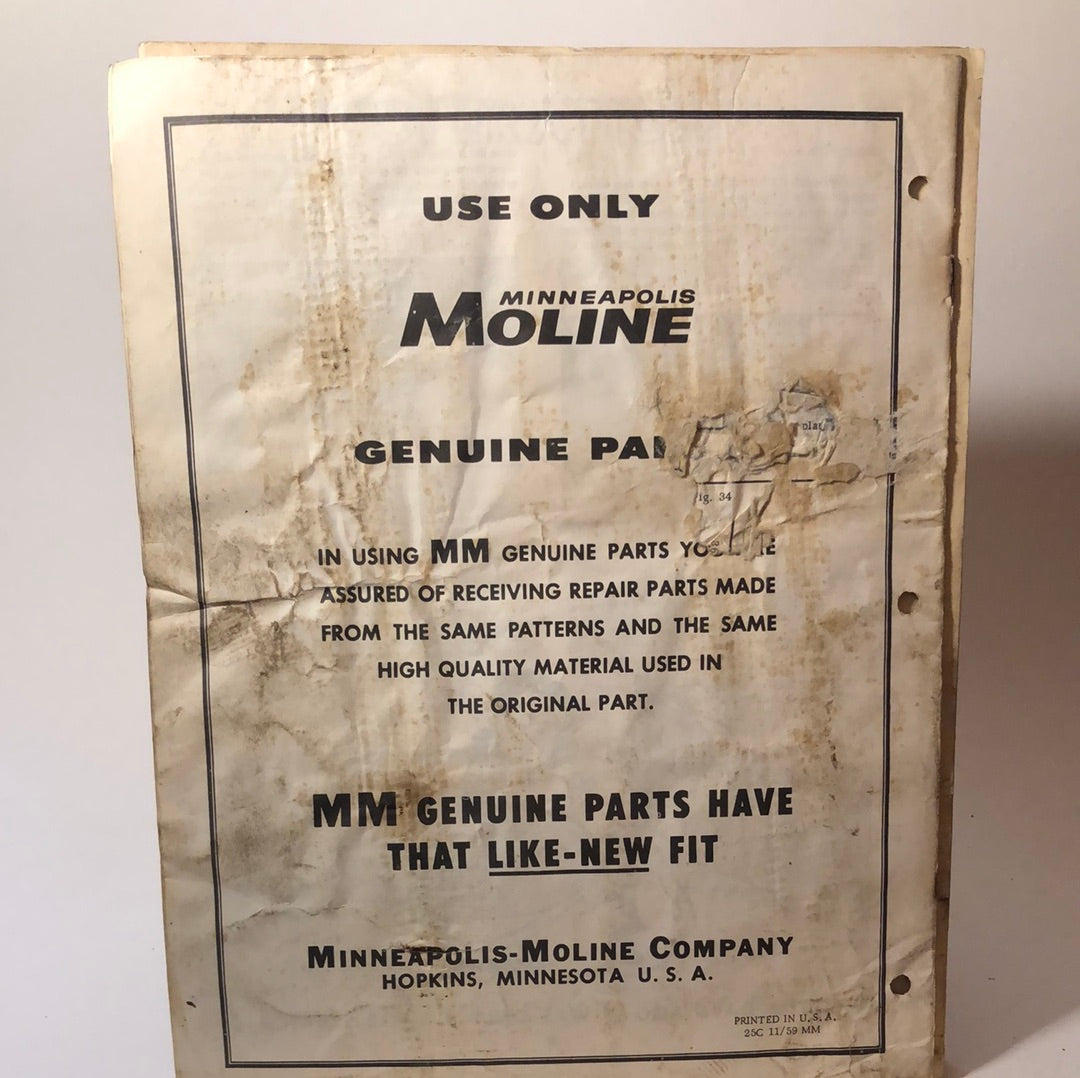 USE ONLY
MINNEAPOLIS
MOLINE
GENUINE
ig. 34
IN USING MM GENUINE PARTS
ASSURED OF RECEIVING REPAIR PARTS MADE
FROM THE SAME PATTERNS AND THE SAME
HIGH QUALITY MATERIAL USED IN
THE ORIGINAL PART.
MM GENUINE PARTS HAVE
THAT LIKE-NEW FIT
MINNEAPOLIS-MOLINE COMPANY
HOPKINS, MINNESOTA U. S. A.
PRINTED IN U. S. A.
25C 11/59 MM